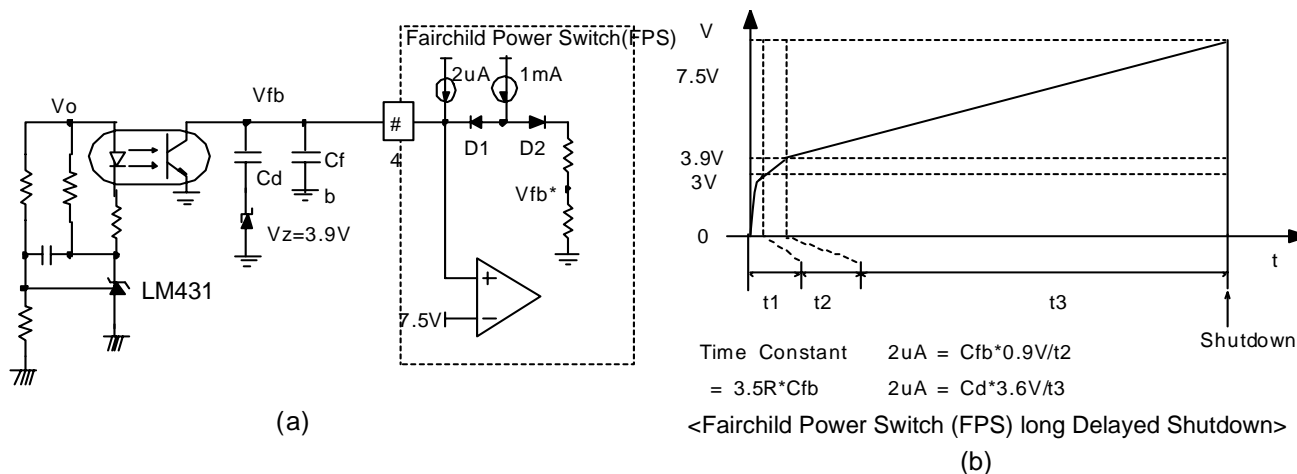 Fairchild Power Switch(FPS)
2uA
1mA
Vo
Vfb
#
4
D1
D2
Cd
Cf
b
Vfb*
Vz=3.9V
LM431
7.5V
(a)
V
7.5V
3.9V
3V
0
t
t1
t2
t3
Shutdown
Time Constant
= 3.5R*Cfb
2uA = Cfb*0.9V/t2
2uA = Cd*3.6V/t3
<Fairchild Power Switch (FPS) long Delayed Shutdown>
(b)